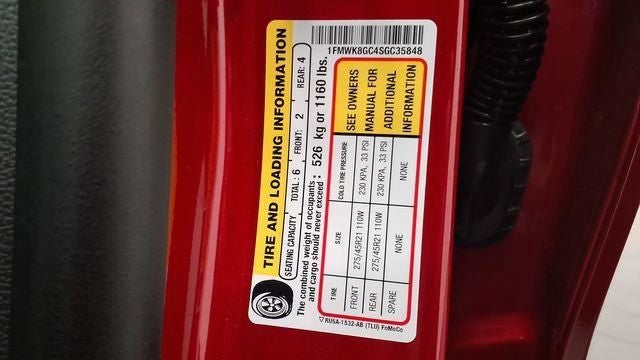 1FMWK8GC4SGC35848
TIRE AND LOADING INFORMATION
SEATING CAPACITY TOTAL: 6 FRONT: 2 REAR: 4
The combined weight of occupants
and cargo should never exceed: 526 kg or 1160 lbs.
TIRE SIZE COLD TIRE PRESSURE SEE OWNERS
FRONT 275/45R21 110W 230 KPA, 33 PSI MANUAL FOR
REAR 275/45R21 110W 230 KPA, 33 PSI ADDITIONAL
SPARE NONE NONE INFORMATION
RU5A-1532-AB (TLU) FoMoCo